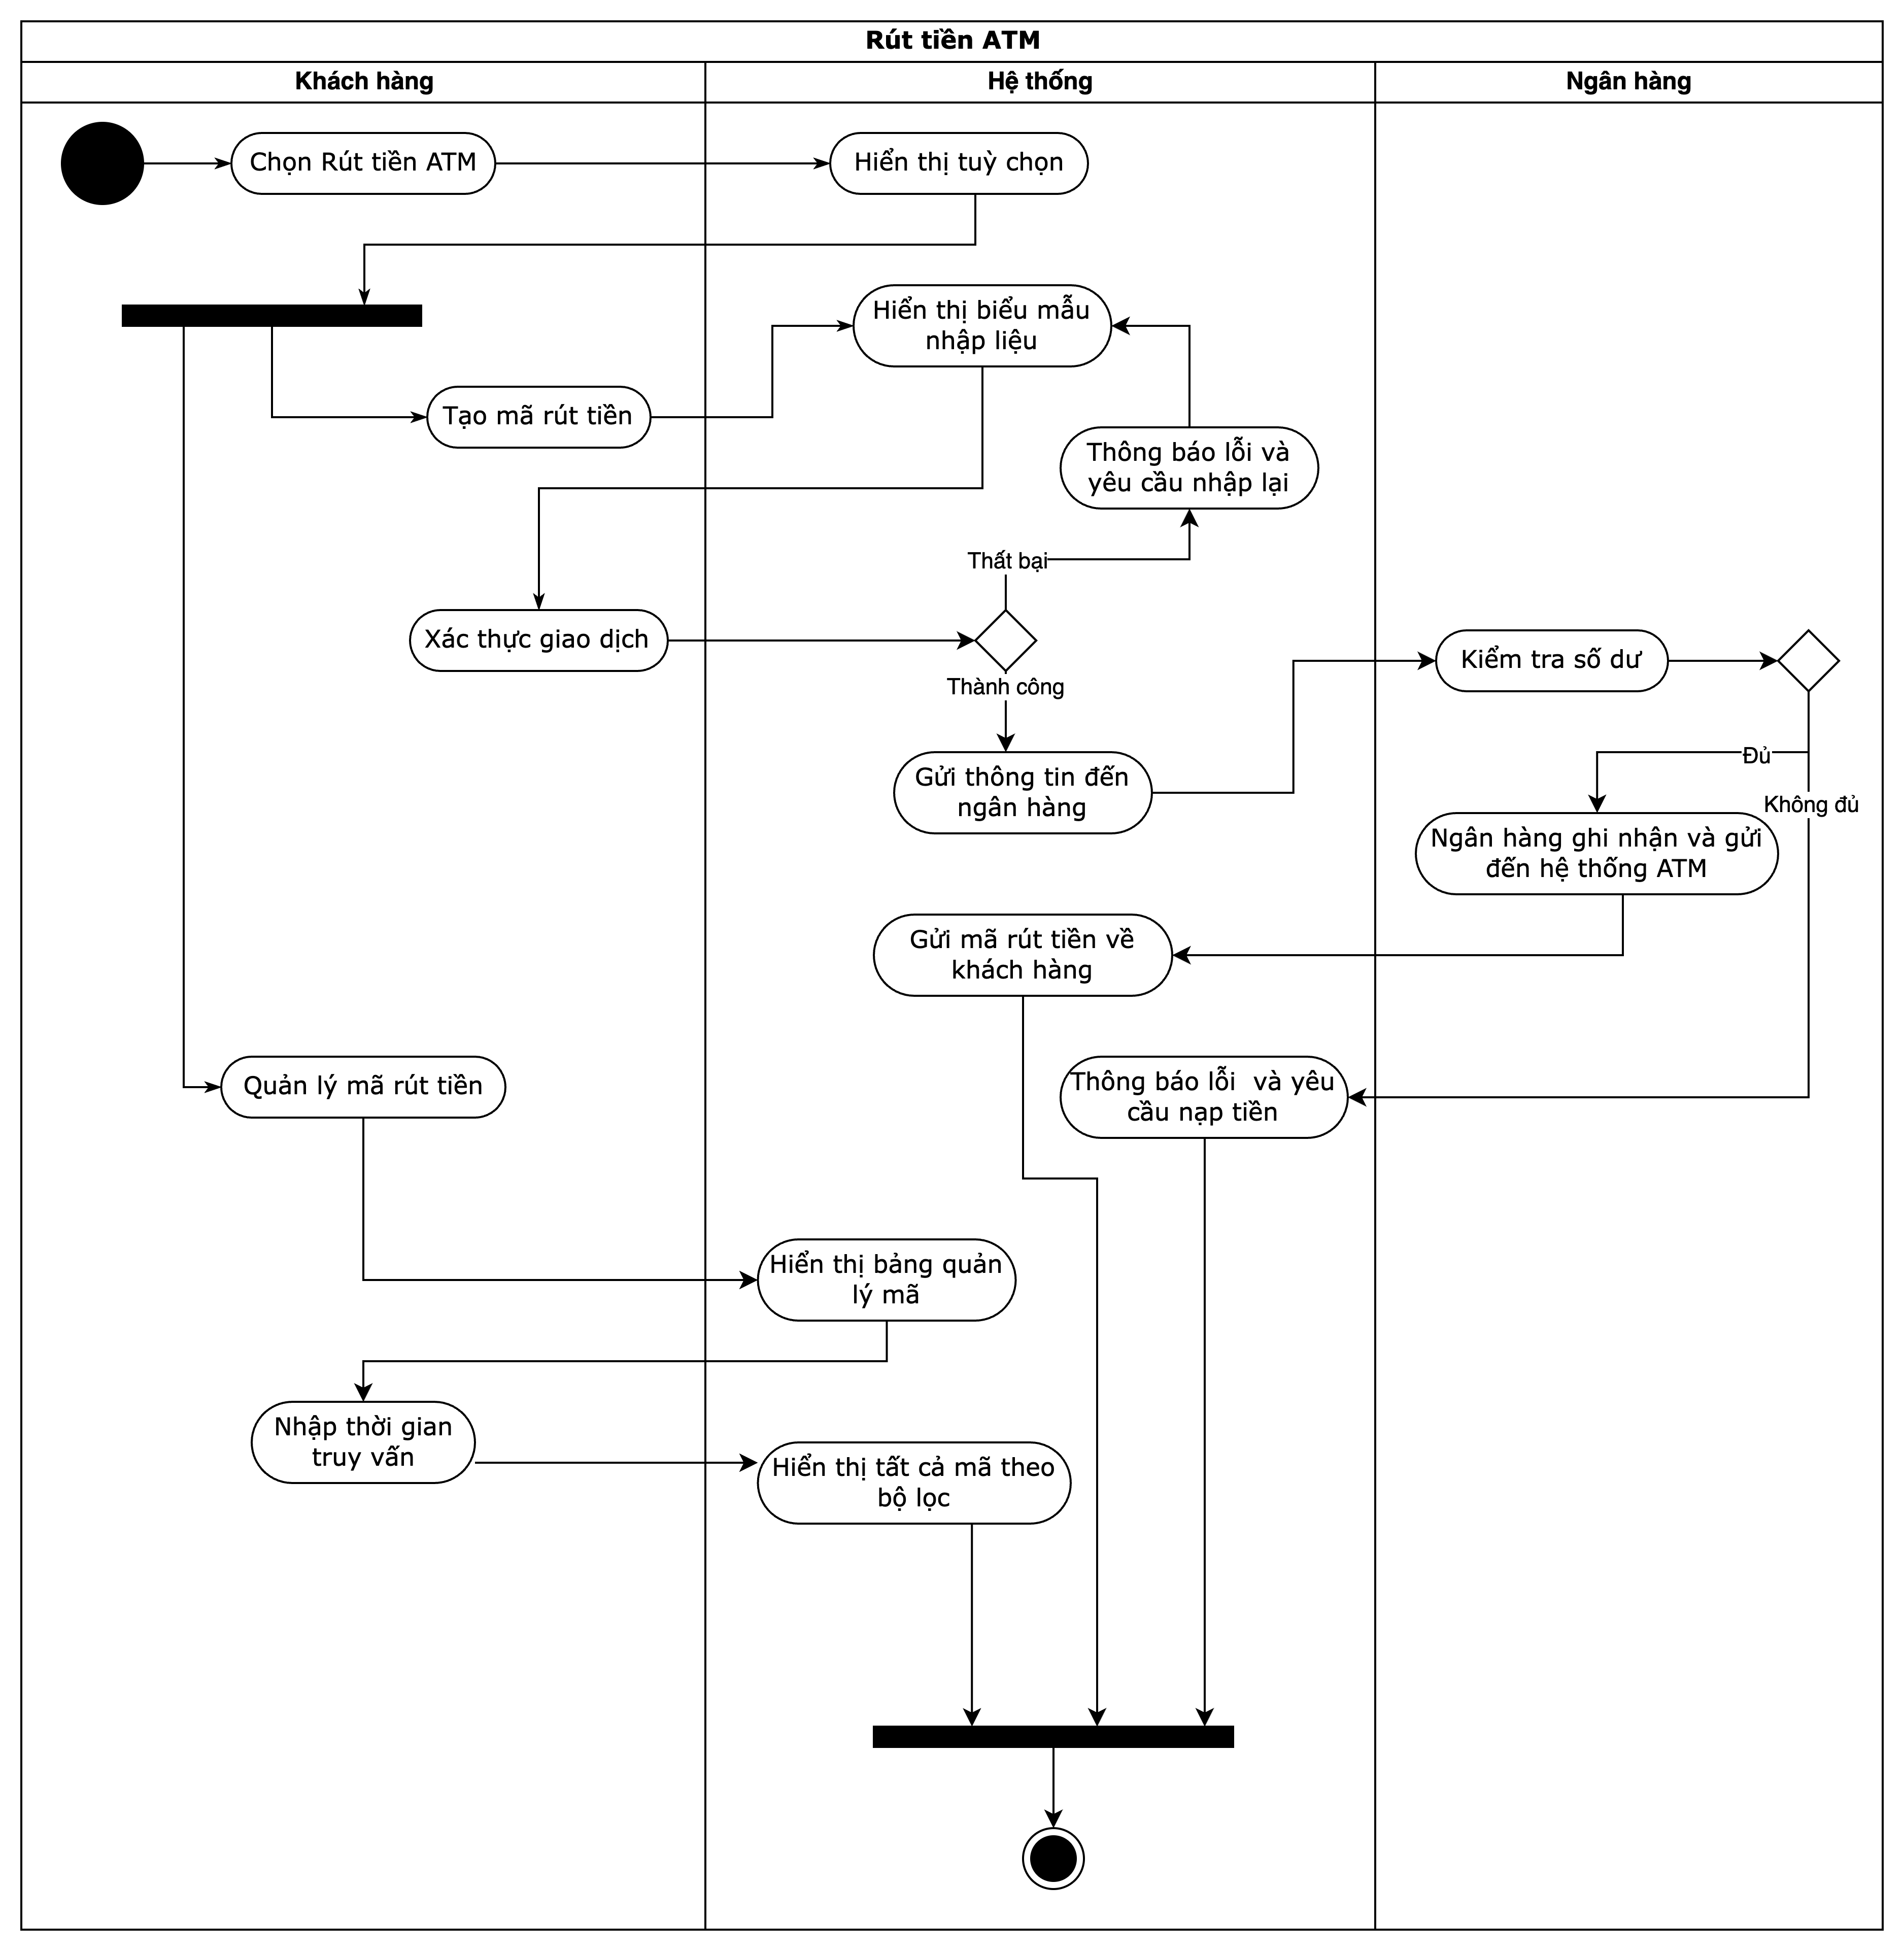 Rút tiền ATM
Khách hàng
Hệ thống
Ngân hàng
Chọn Rút tiền ATM
Hiển thị tuỳ chọn
Hiển thị biểu mẫu
nhập liệu
Tạo mã rút tiền
Thông báo lỗi và
yêu cầu nhập lại
Thất bại
Xác thực giao dịch
Kiểm tra số dư
Thành công
Đủ
Gửi thông tin đến
ngân hàng
Không đủ
Ngân hàng ghi nhận và gửi
đến hệ thống ATM
Gửi mã rút tiền về
khách hàng
Quản lý mã rút tiền
Thông báo lỗi  và yêu
cầu nạp tiền
Hiển thị bảng quản
lý mã
Nhập thời gian
truy vấn
Hiển thị tất cả mã theo
bộ lọc